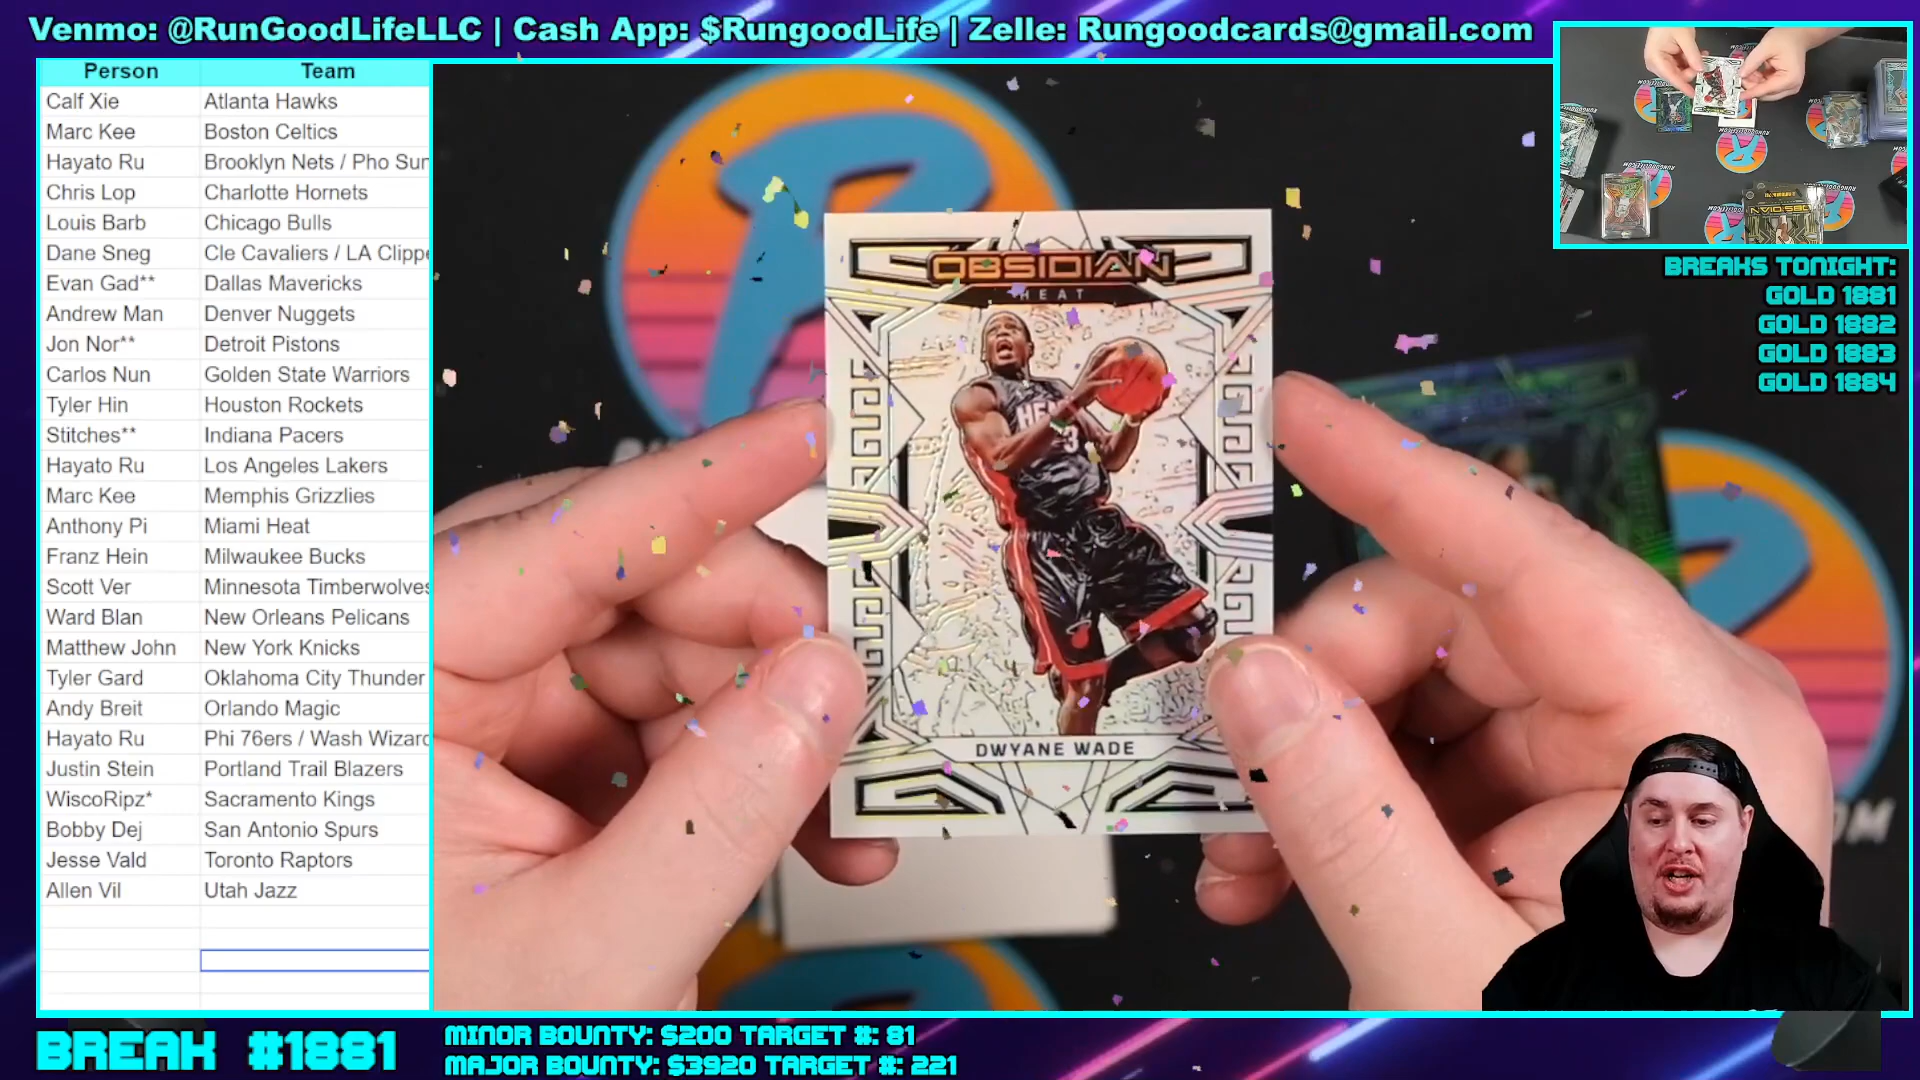 Venmo: @RunGoodLifeLLC | Cash App: $RungoodLife | Zelle: Rungoodcards@gmail.com
Person Team
Calf Xie Atlanta Hawks
Marc Kee Boston Celtics
Hayato Ru Brooklyn Nets / Pho Sun
Chris Lop Charlotte Hornets
Louis Barb Chicago Bulls
Dane Sneg Cle Cavaliers / LA Clippe
Evan Gad** Dallas Mavericks
Andrew Man Denver Nuggets
Jon Nor** Detroit Pistons
Carlos Nun Golden State Warriors
Tyler Hin Houston Rockets
Stitches** Indiana Pacers
Hayato Ru Los Angeles Lakers
Marc Kee Memphis Grizzlies
Anthony Pi Miami Heat
Franz Hein Milwaukee Bucks
Scott Ver Minnesota Timberwolves
Ward Blan New Orleans Pelicans
Matthew John New York Knicks
Tyler Gard Oklahoma City Thunder
Andy Breit Orlando Magic
Hayato Ru Phi 76ers / Wash Wizard
Justin Stein Portland Trail Blazers
WiscoRipz* Sacramento Kings
Bobby Dej San Antonio Spurs
Jesse Vald Toronto Raptors
Allen Vil Utah Jazz
OBSIDIAN
HEAT
DWYANE WADE
BREAKS TONIGHT:
GOLD 1881
GOLD 1882
GOLD 1883
GOLD 1884
BREAK #1881
MINOR BOUNTY: $200 TARGET #: 81
MAJOR BOUNTY: $3920 TARGET #: 221